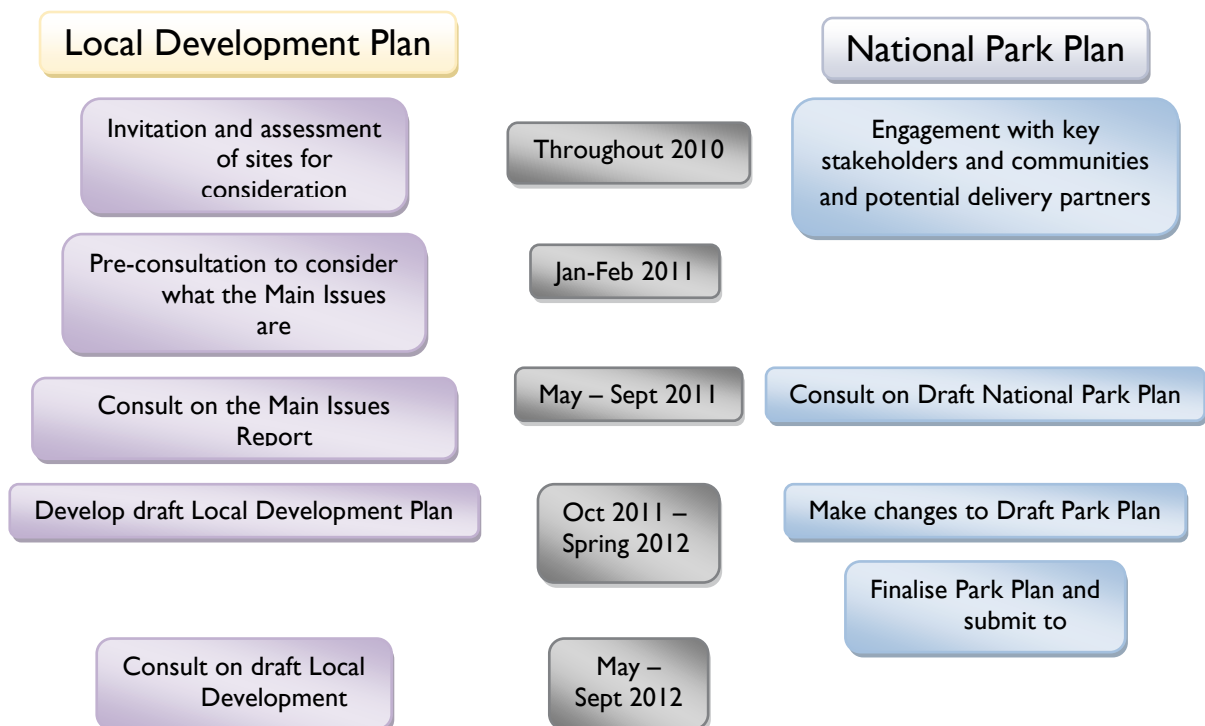 Local Development Plan
National Park Plan
Invitation and assessment
of sites for
consideration
Throughout 2010
Engagement with key
stakeholders and communities
and potential delivery partners
Pre-consultation to consider
what the Main Issues
are
Jan-Feb 2011
Consult on the Main Issues
Report
May – Sept 2011
Consult on Draft National Park Plan
Develop draft Local Development Plan
Oct 2011 –
Spring 2012
Make changes to Draft Park Plan
Finalise Park Plan and
submit to
Consult on draft Local
Development
May –
Sept 2012